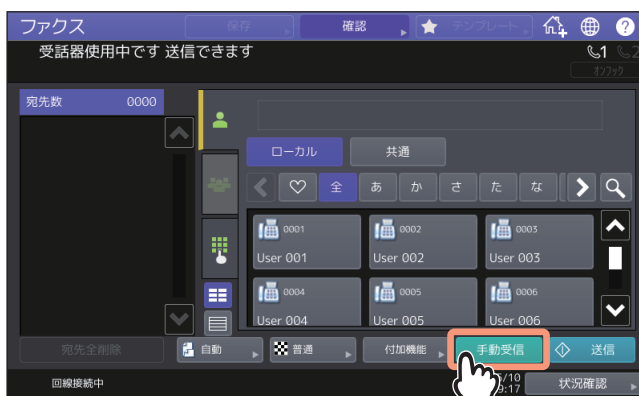 ファクス 保存 確認 テンプレート ?
受話器使用中です 送信できます 1 2
オンフック
宛先数 0000
ローカル 共通
全 あ か さ た な
0001 0002 0003
User 001 User 002 User 003
0004 0005 0006
User 004 User 005 User 006
宛先全削除 自動 普通 付加機能 手動受信 送信
回線接続中 /10 状況確認
:17